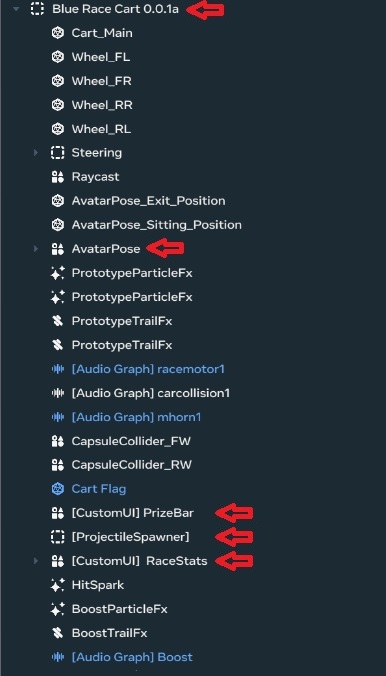 Blue Race Cart 0.0.1a
Cart_Main
Wheel_FL
Wheel_FR
Wheel_RR
Wheel_RL
Steering
Raycast
AvatarPose_Exit_Position
AvatarPose_Sitting_Position
AvatarPose
PrototypeParticleFx
PrototypeParticleFx
PrototypeTrailFx
PrototypeTrailFx
[Audio Graph] racemotor1
[Audio Graph] carcollision1
[Audio Graph] mhorn1
CapsuleCollider_FW
CapsuleCollider_RW
Cart Flag
[CustomUI] PrizeBar
[ProjectileSpawner]
[CustomUI] RaceStats
HitSpark
BoostParticleFx
BoostTrailFx
[Audio Graph] Boost